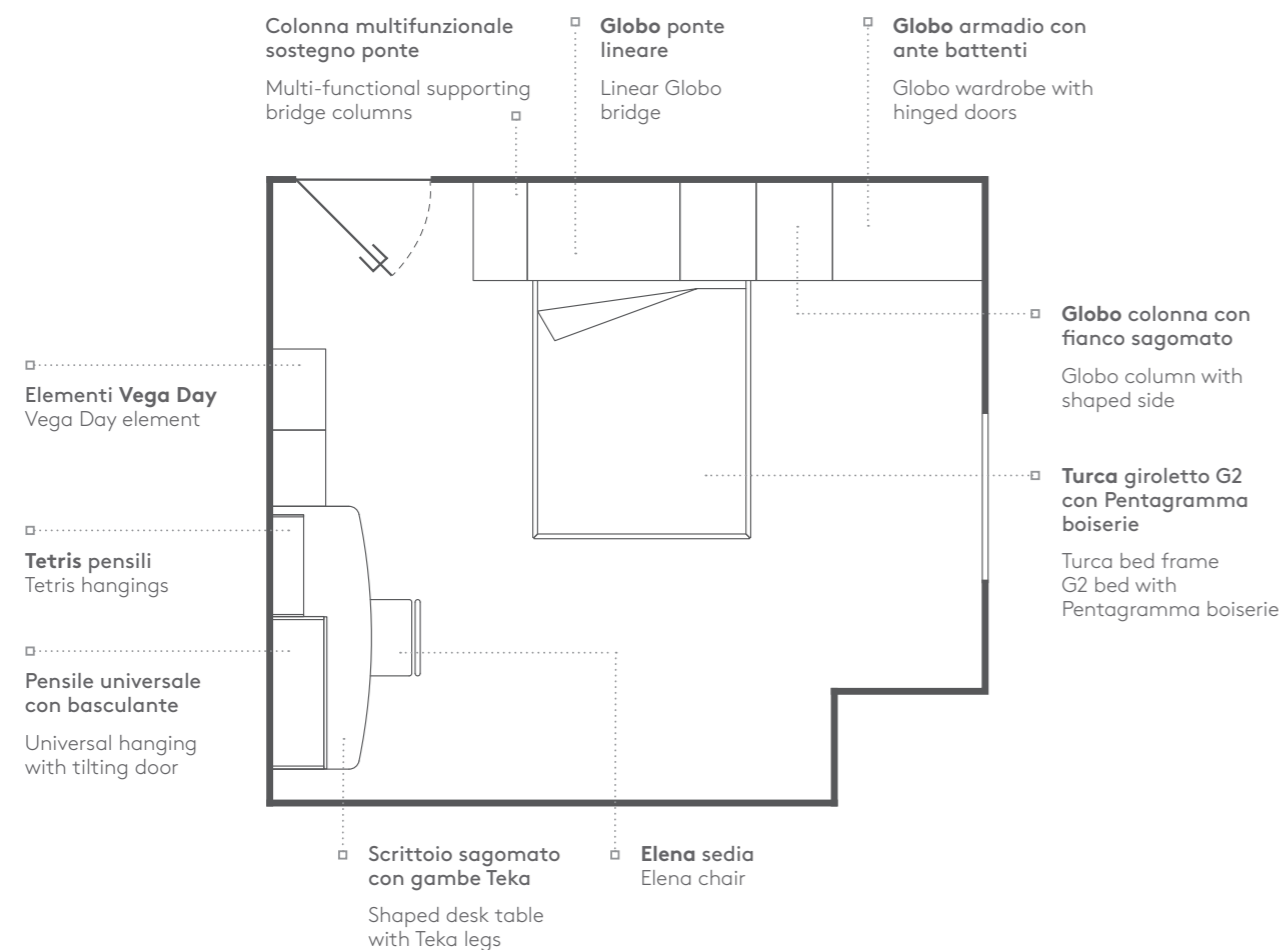 Colonna multifunzionale
sostegno ponte
Multi-functional supporting
bridge columns
Globo ponte
lineare
Linear Globo
bridge
Globo armadio con
ante battenti
Globo wardrobe with
hinged doors
Globo colonna con
fianco sagomato
Globo column with
shaped side
Elementi Vega Day
Vega Day element
Turca giroletto G2
con Pentagramma
boiserie
Turca bed frame
G2 bed with
Pentagramma boiserie
Tetris pensili
Tetris hangings
Pensile universale
con basculante
Universal hanging
with tilting door
Scrittoio sagomato
con gambe Teka
Shaped desk table
with Teka legs
Elena sedia
Elena chair